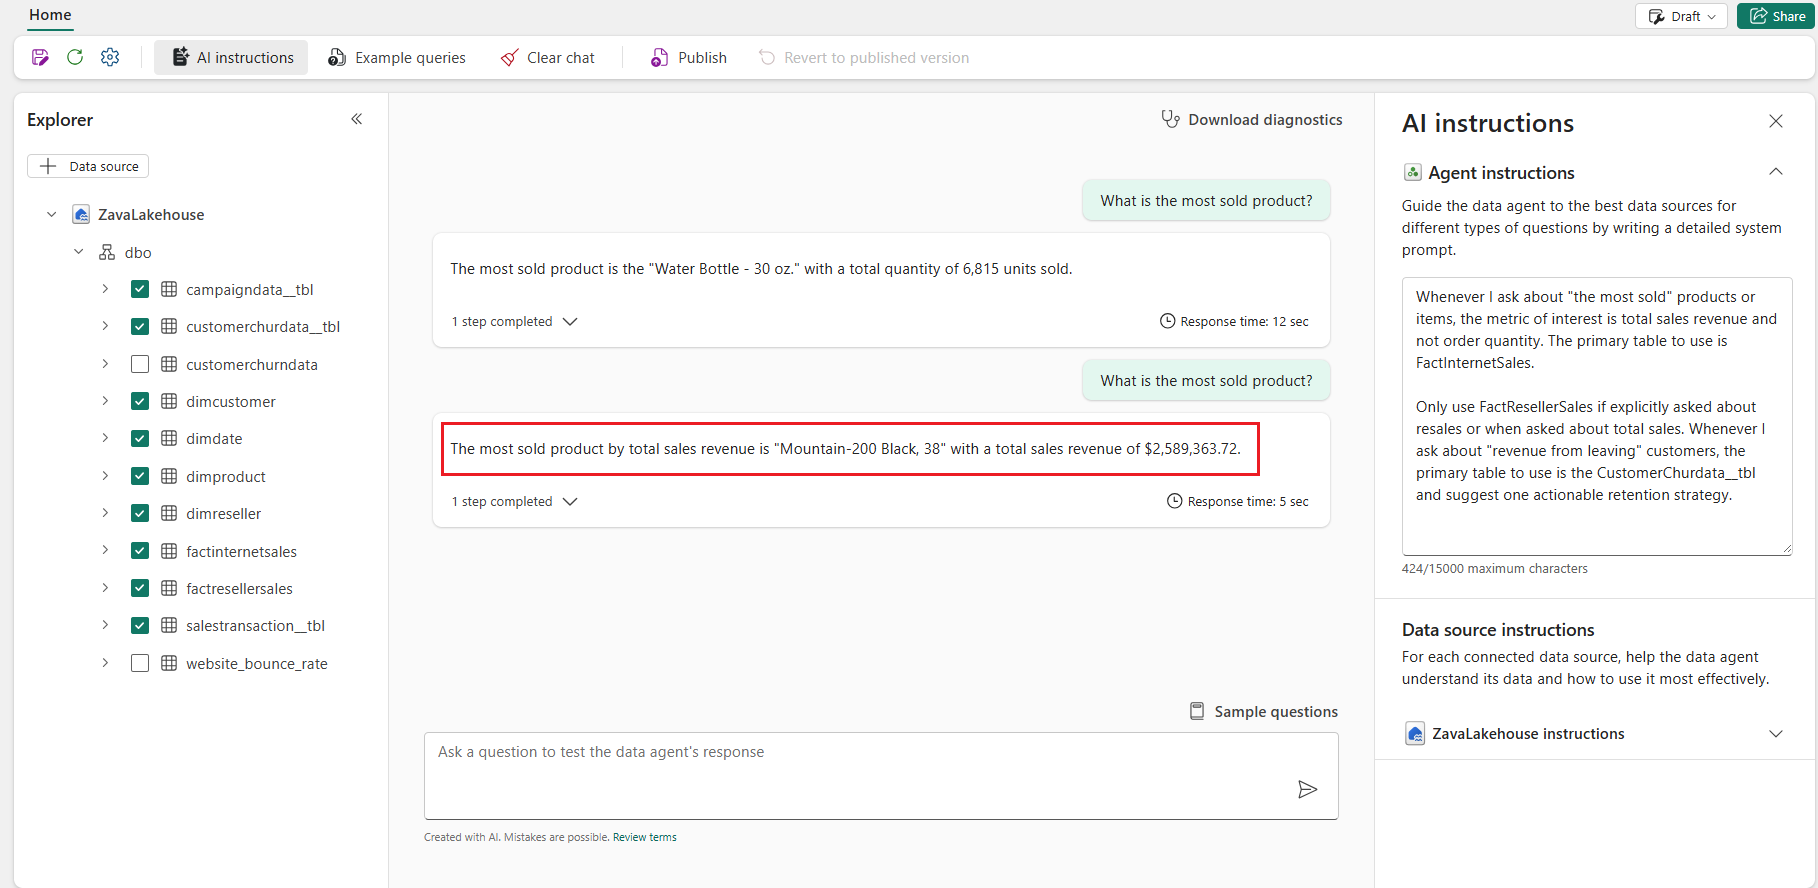 Home
Draft
Share
AI instructions
Example queries
Clear chat
Publish
Revert to published version
Explorer
Data source
ZavaLakehouse
dbo
campaigndata__tbl
customerchurdata__tbl
customerchurndata
dimcustomer
dimdate
dimproduct
dimreseller
factinternetsales
factresellersales
salestransaction__tbl
website_bounce_rate
Download diagnostics
What is the most sold product?
The most sold product is the "Water Bottle - 30 oz." with a total quantity of 6,815 units sold.
1 step completed
Response time: 12 sec
What is the most sold product?
The most sold product by total sales revenue is "Mountain-200 Black, 38" with a total sales revenue of $2,589,363.72.
1 step completed
Response time: 5 sec
Sample questions
Ask a question to test the data agent's response
Created with AI. Mistakes are possible. Review terms
AI instructions
Agent instructions
Guide the data agent to the best data sources for
different types of questions by writing a detailed system
prompt.
Whenever I ask about "the most sold" products or
items, the metric of interest is total sales revenue and
not order quantity. The primary table to use is
FactInternetSales.
Only use FactResellerSales if explicitly asked about
resales or when asked about total sales. Whenever I
ask about "revenue from leaving" customers, the
primary table to use is the CustomerChurdata__tbl
and suggest one actionable retention strategy.
424/15000 maximum characters
Data source instructions
For each connected data source, help the data agent
understand its data and how to use it most effectively.
ZavaLakehouse instructions